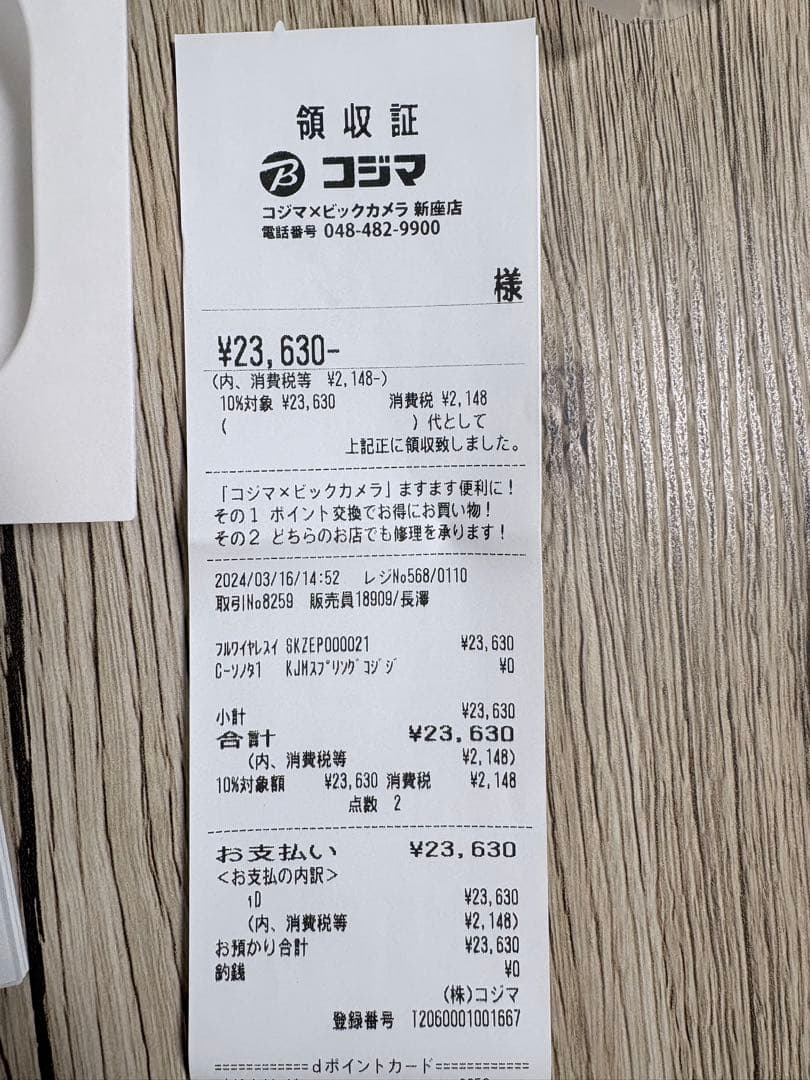 領収証
B コジマ
コジマ×ビックカメラ 新座店
電話番号 048-482-9900
様
¥23,630-
(内、消費税等 ¥2,148-)
10%対象 ¥23,630 消費税 ¥2,148
( )代として
上記正に領収致しました。
「コジマ×ビックカメラ」ますます便利に!
その1 ポイント交換でお得にお買い物!
その2 どちらのお店でも修理を承ります!
2024/03/16/14:52 レジNo568/0110
取引No8259 販売員18909/長澤
フルワイヤレスイ SKZEP000021 ¥23,630
C-ソノタ1 KJMスプリングコジジ ¥0
小計 ¥23,630
合計 ¥23,630
(内、消費税等 ¥2,148)
10%対象額 ¥23,630 消費税 ¥2,148
点数 2
お支払い ¥23,630
<お支払の内訳>
iD ¥23,630
(内、消費税等 ¥2,148)
お預かり合計 ¥23,630
釣銭 ¥0
(株)コジマ
登録番号 T2060001001667
============dポイントカード============